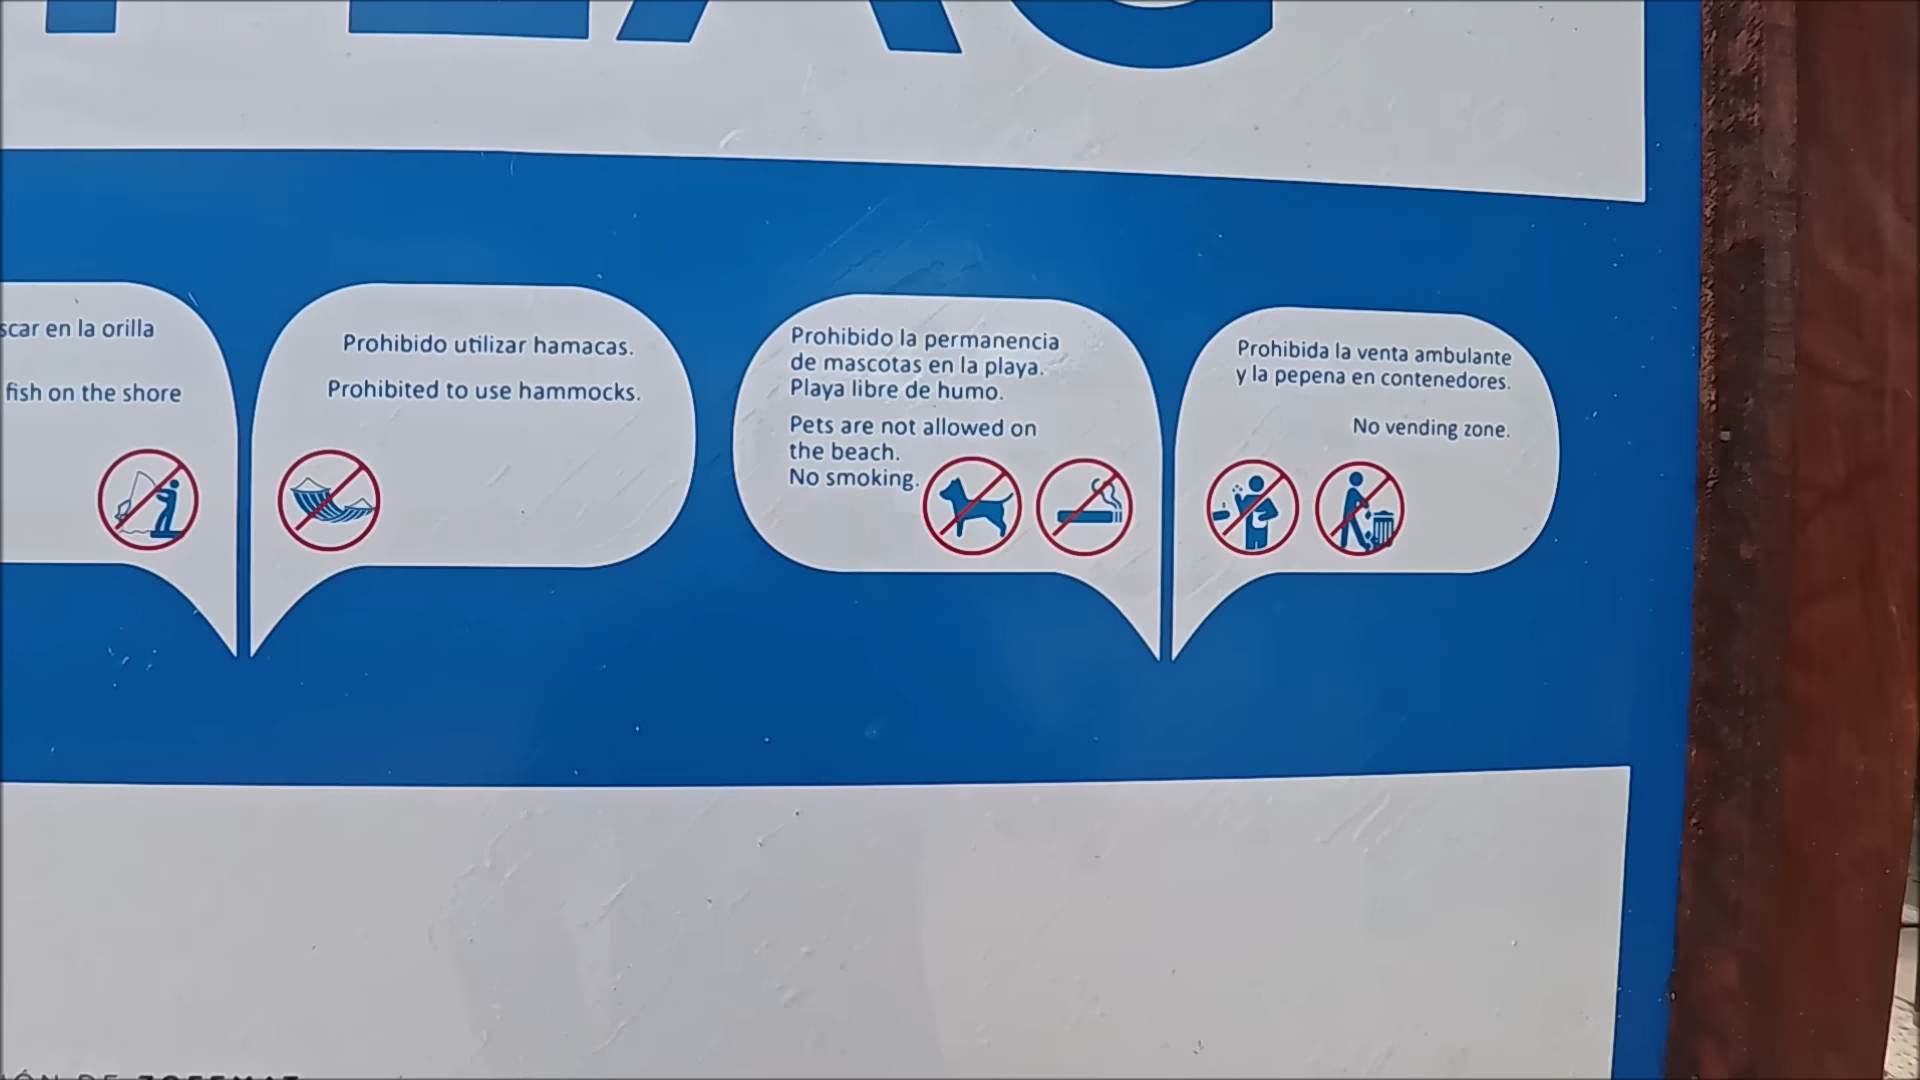 en la orilla
fish on the shore
Prohibido utilizar hamacas.
Prohibited to use hammocks.
Prohibido la permanencia
de mascotas en la playa.
Playa libre de humo.
Pets are not allowed on
the beach.
No smoking.
Prohibida la venta ambulante
y la pepena en contenedores.
No vending zone.